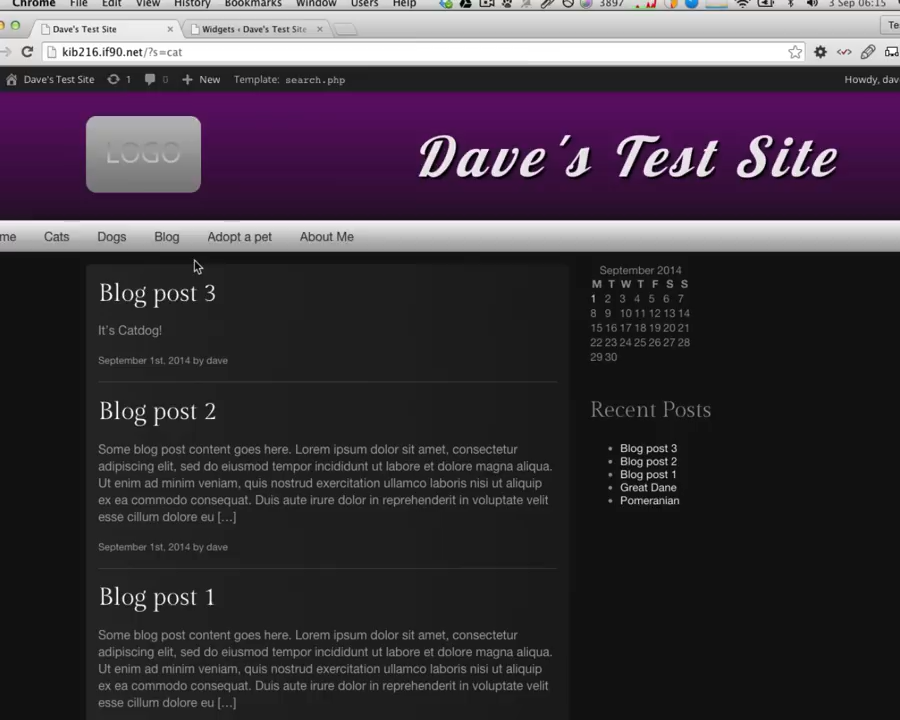 Chrome File Edit View History Bookmarks Window Users Help 3897 3 Sep 06:15
Dave's Test Site × Widgets ‹ Dave's Test Site ×
kib216.if90.net/?s=cat
Dave's Test Site 1 0 New Template: search.php Howdy, dav
LOGO
Dave's Test Site
me Cats Dogs Blog Adopt a pet About Me
Blog post 3
It's Catdog!
September 1st, 2014 by dave
Blog post 2
Some blog post content goes here. Lorem ipsum dolor sit amet, consectetur
adipiscing elit, sed do eiusmod tempor incididunt ut labore et dolore magna aliqua.
Ut enim ad minim veniam, quis nostrud exercitation ullamco laboris nisi ut aliquip
ex ea commodo consequat. Duis aute irure dolor in reprehenderit in voluptate velit
esse cillum dolore eu […]
September 1st, 2014 by dave
Blog post 1
Some blog post content goes here. Lorem ipsum dolor sit amet, consectetur
adipiscing elit, sed do eiusmod tempor incididunt ut labore et dolore magna aliqua.
Ut enim ad minim veniam, quis nostrud exercitation ullamco laboris nisi ut aliquip
ex ea commodo consequat. Duis aute irure dolor in reprehenderit in voluptate velit
esse cillum dolore eu […]
September 2014
M T W T F S S
1 2 3 4 5 6 7
8 9 10 11 12 13 14
15 16 17 18 19 20 21
22 23 24 25 26 27 28
29 30
Recent Posts
Blog post 3
Blog post 2
Blog post 1
Great Dane
Pomeranian